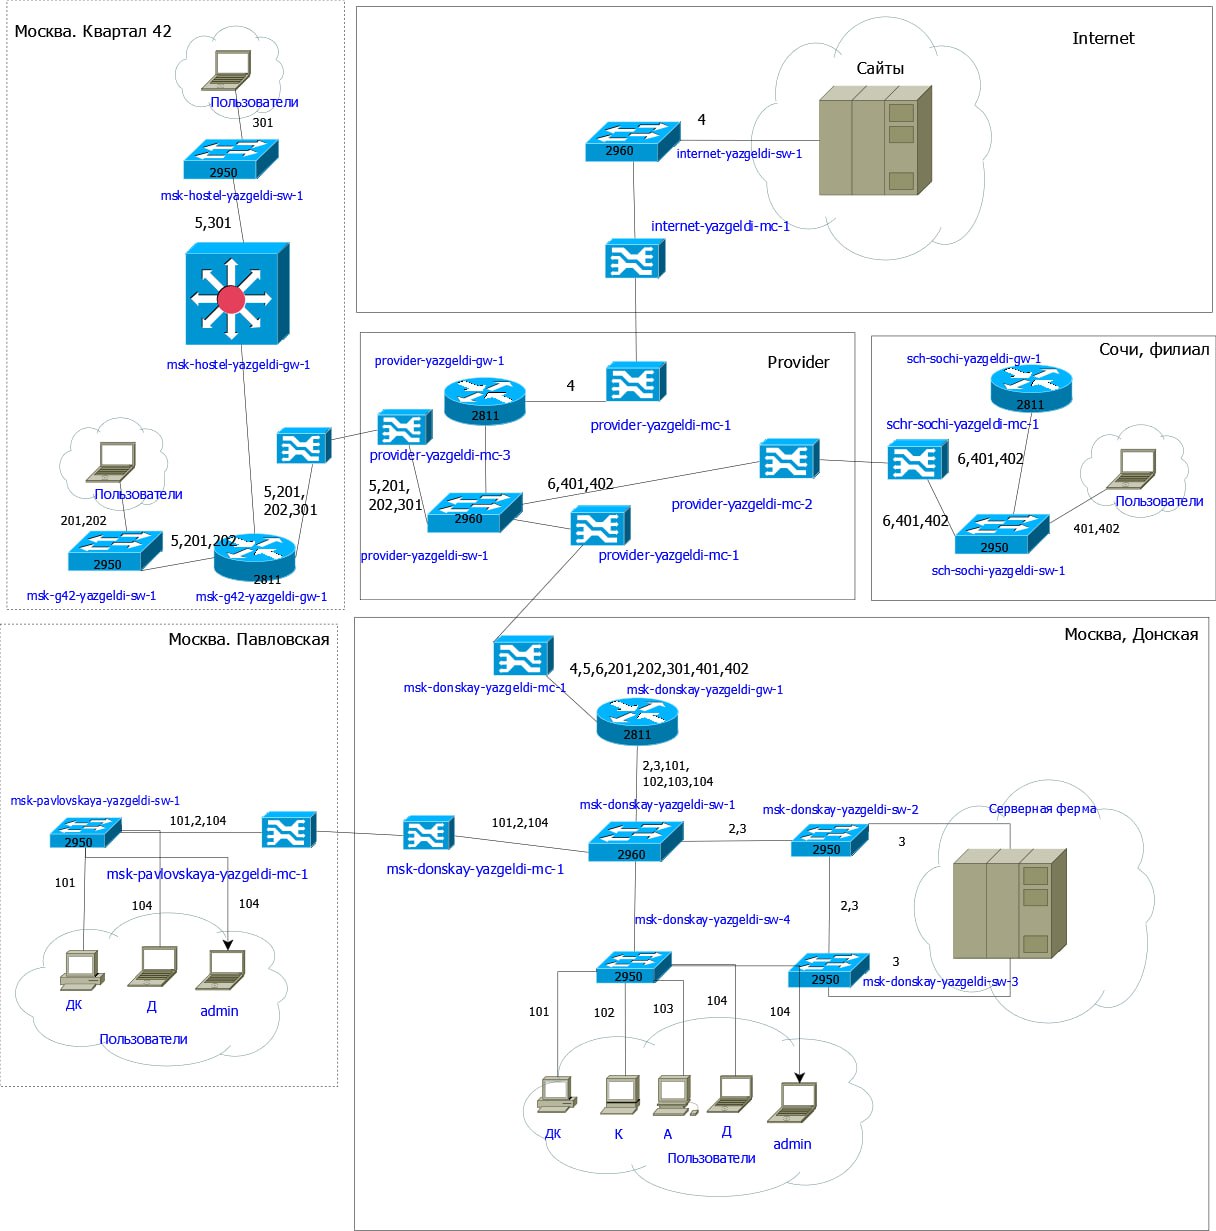 Москва. Квартал 42
Пользователи
301
2950
msk-hostel-yazgeldi-sw-1
5,301
msk-hostel-yazgeldi-gw-1
Пользователи
201,202
2950
msk-g42-yazgeldi-sw-1
5,201,202
2811
msk-g42-yazgeldi-gw-1
5,201,
202,301
Internet
Сайты
4
2960
internet-yazgeldi-sw-1
internet-yazgeldi-mc-1
Provider
provider-yazgeldi-gw-1
2811
4
provider-yazgeldi-mc-1
provider-yazgeldi-mc-3
5,201,
202,301
2960
provider-yazgeldi-sw-1
6,401,402
provider-yazgeldi-mc-2
provider-yazgeldi-mc-1
Сочи, филиал
sch-sochi-yazgeldi-gw-1
2811
schr-sochi-yazgeldi-mc-1
6,401,402
Пользователи
6,401,402
401,402
2950
sch-sochi-yazgeldi-sw-1
Москва. Павловская
msk-pavlovskaya-yazgeldi-sw-1
2950
101,2,104
msk-pavlovskaya-yazgeldi-mc-1
101
104
104
ДК
Д
admin
Пользователи
Москва, Донская
msk-donskay-yazgeldi-mc-1
4,5,6,201,202,301,401,402
msk-donskay-yazgeldi-gw-1
2811
2,3,101,
102,103,104
msk-donskay-yazgeldi-sw-1
2960
101,2,104
msk-donskay-yazgeldi-mc-1
2,3
msk-donskay-yazgeldi-sw-2
2950
3
Серверная ферма
2,3
msk-donskay-yazgeldi-sw-4
2950
2950
3
msk-donskay-yazgeldi-sw-3
101
102
103
104
104
ДК
К
А
Д
admin
Пользователи